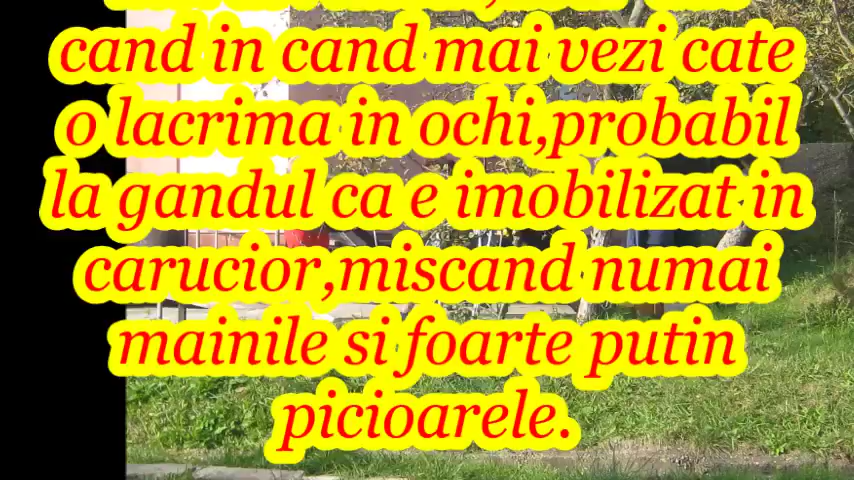 cand in cand mai vezi cate
o lacrima in ochi,probabil
la gandul ca e imobilizat in
carucior,miscand numai
mainile si foarte putin
picioarele.